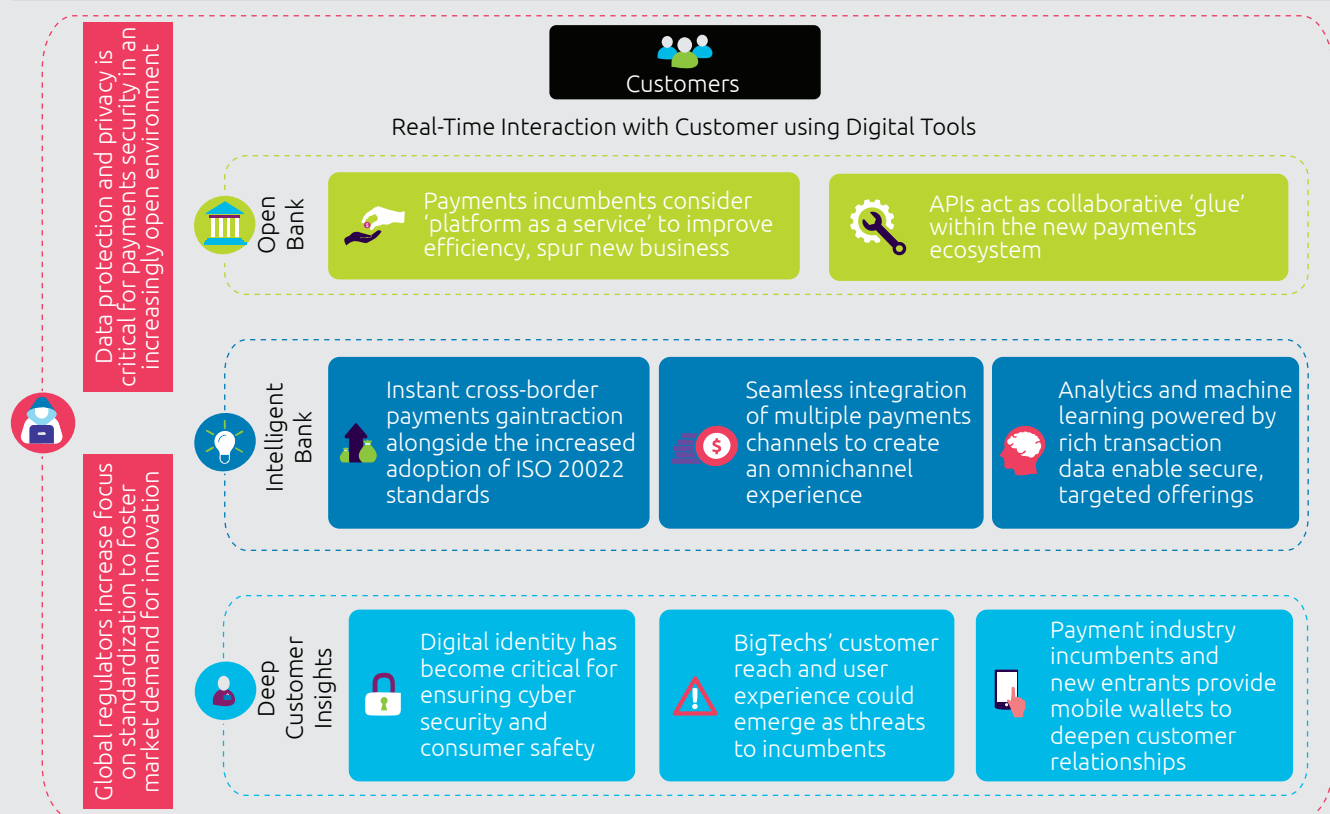 Customers
Real-Time Interaction with Customer using Digital Tools
Data protection and privacy is
critical for payments security in an
increasingly open environment
Open
Bank
Payments incumbents consider
‘platform as a service’ to improve
efficiency, spur new business
APIs act as collaborative ‘glue’
within the new payments
ecosystem
Intelligent
Bank
Instant cross-border
payments gaintraction
alongside the increased
adoption of ISO 20022
standards
Seamless integration
of multiple payments
channels to create
an omnichannel
experience
$
Analytics and machine
learning powered by
rich transaction
data enable secure,
targeted offerings
Global regulators increase focus
on standardization to foster
market demand for innovation
Deep
Customer
Insights
Digital identity has
become critical for
ensuring cyber
security and
consumer safety
BigTechs’ customer
reach and user
experience could
emerge as threats
to incumbents
Payment industry
incumbents and
new entrants provide
mobile wallets to
deepen customer
relationships